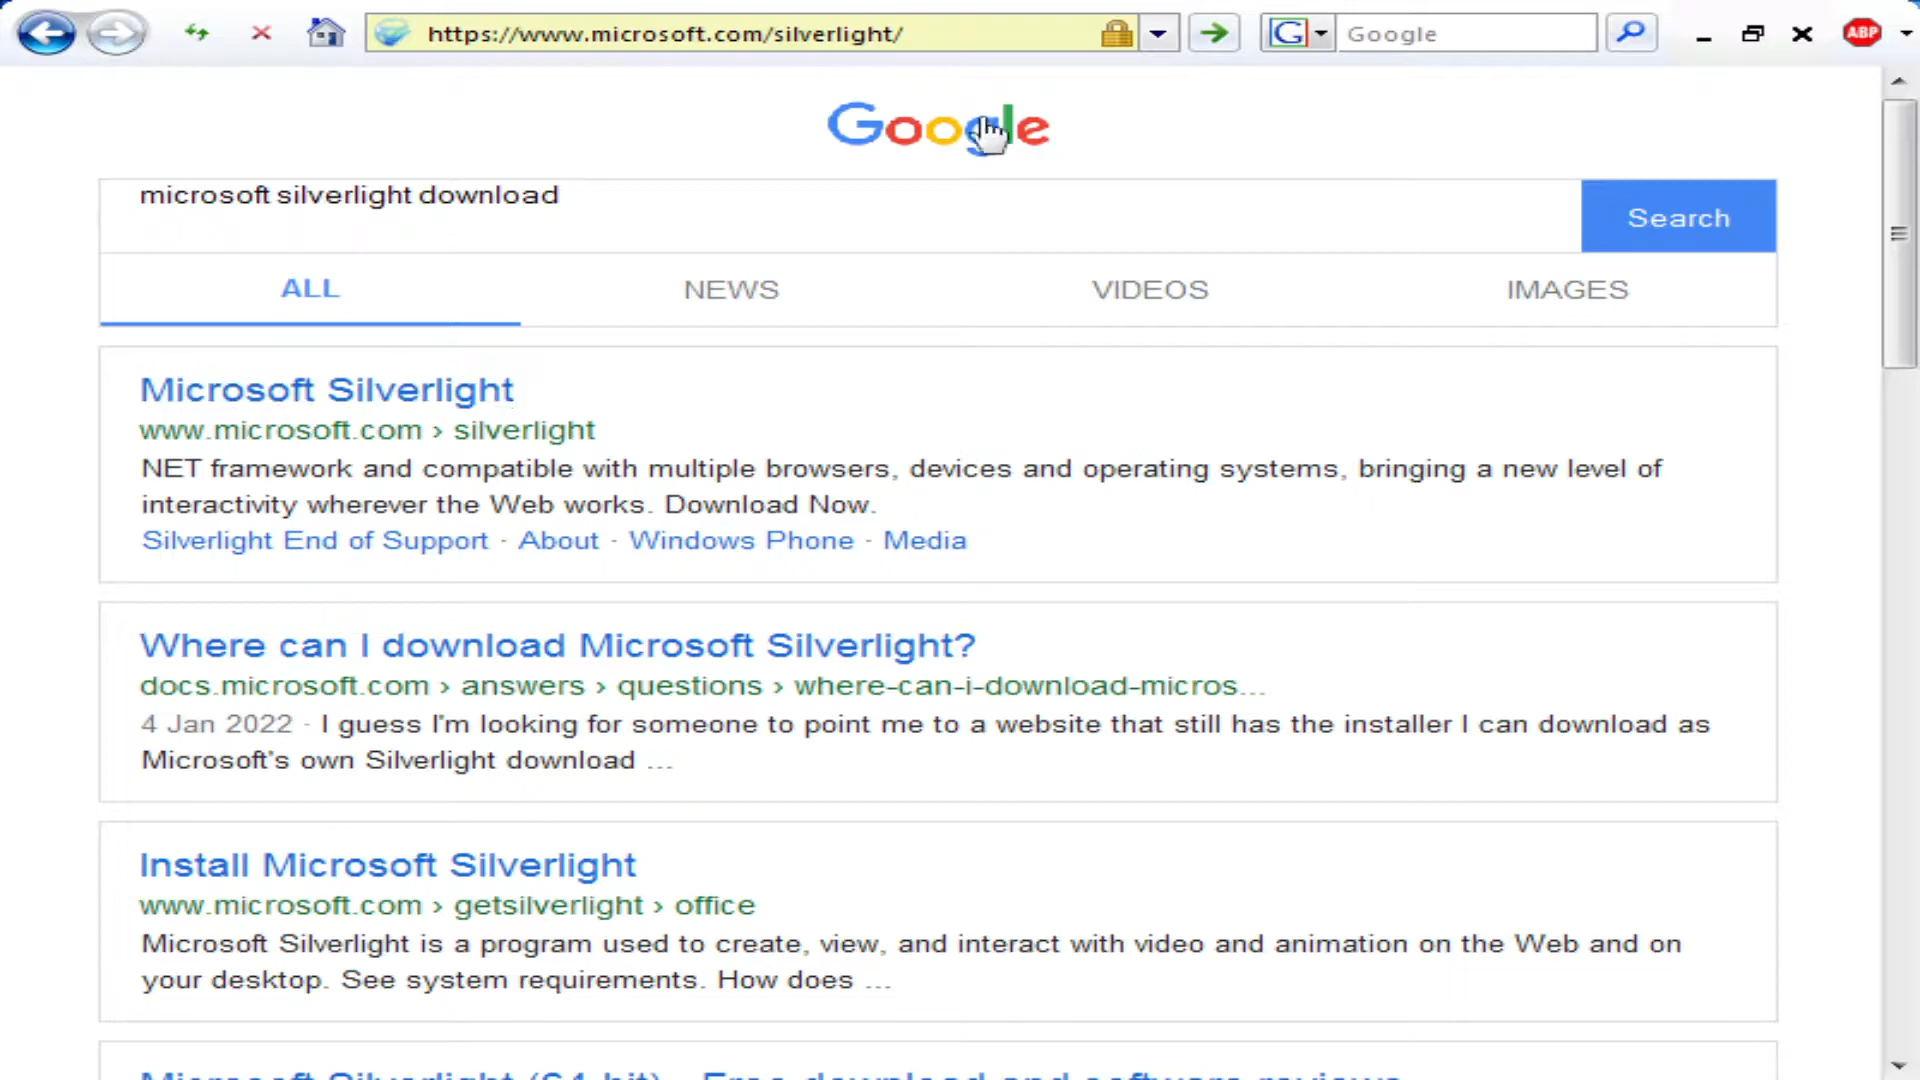 https://www.microsoft.com/silverlight/
G
Google
ABP
Google
microsoft silverlight download
Search
ALL
NEWS
VIDEOS
IMAGES
Microsoft Silverlight
www.microsoft.com › silverlight
NET framework and compatible with multiple browsers, devices and operating systems, bringing a new level of
interactivity wherever the Web works. Download Now.
Silverlight End of Support · About · Windows Phone · Media
Where can I download Microsoft Silverlight?
docs.microsoft.com › answers › questions › where-can-i-download-micros...
4 Jan 2022 · I guess I'm looking for someone to point me to a website that still has the installer I can download as
Microsoft's own Silverlight download ...
Install Microsoft Silverlight
www.microsoft.com › getsilverlight › office
Microsoft Silverlight is a program used to create, view, and interact with video and animation on the Web and on
your desktop. See system requirements. How does ...
Microsoft Silverlight (64-bit) - Free download and software reviews